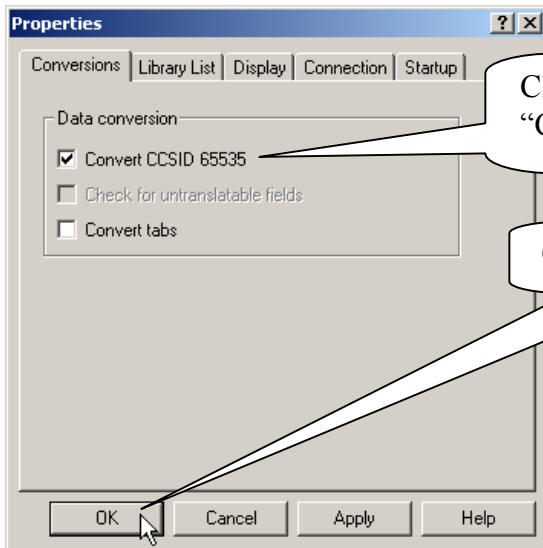 Properties
Conversions Library List Display Connection Startup
Data conversion
Convert CCSID 65535
Check for untranslatable fields
Convert tabs
OK Cancel Apply Help